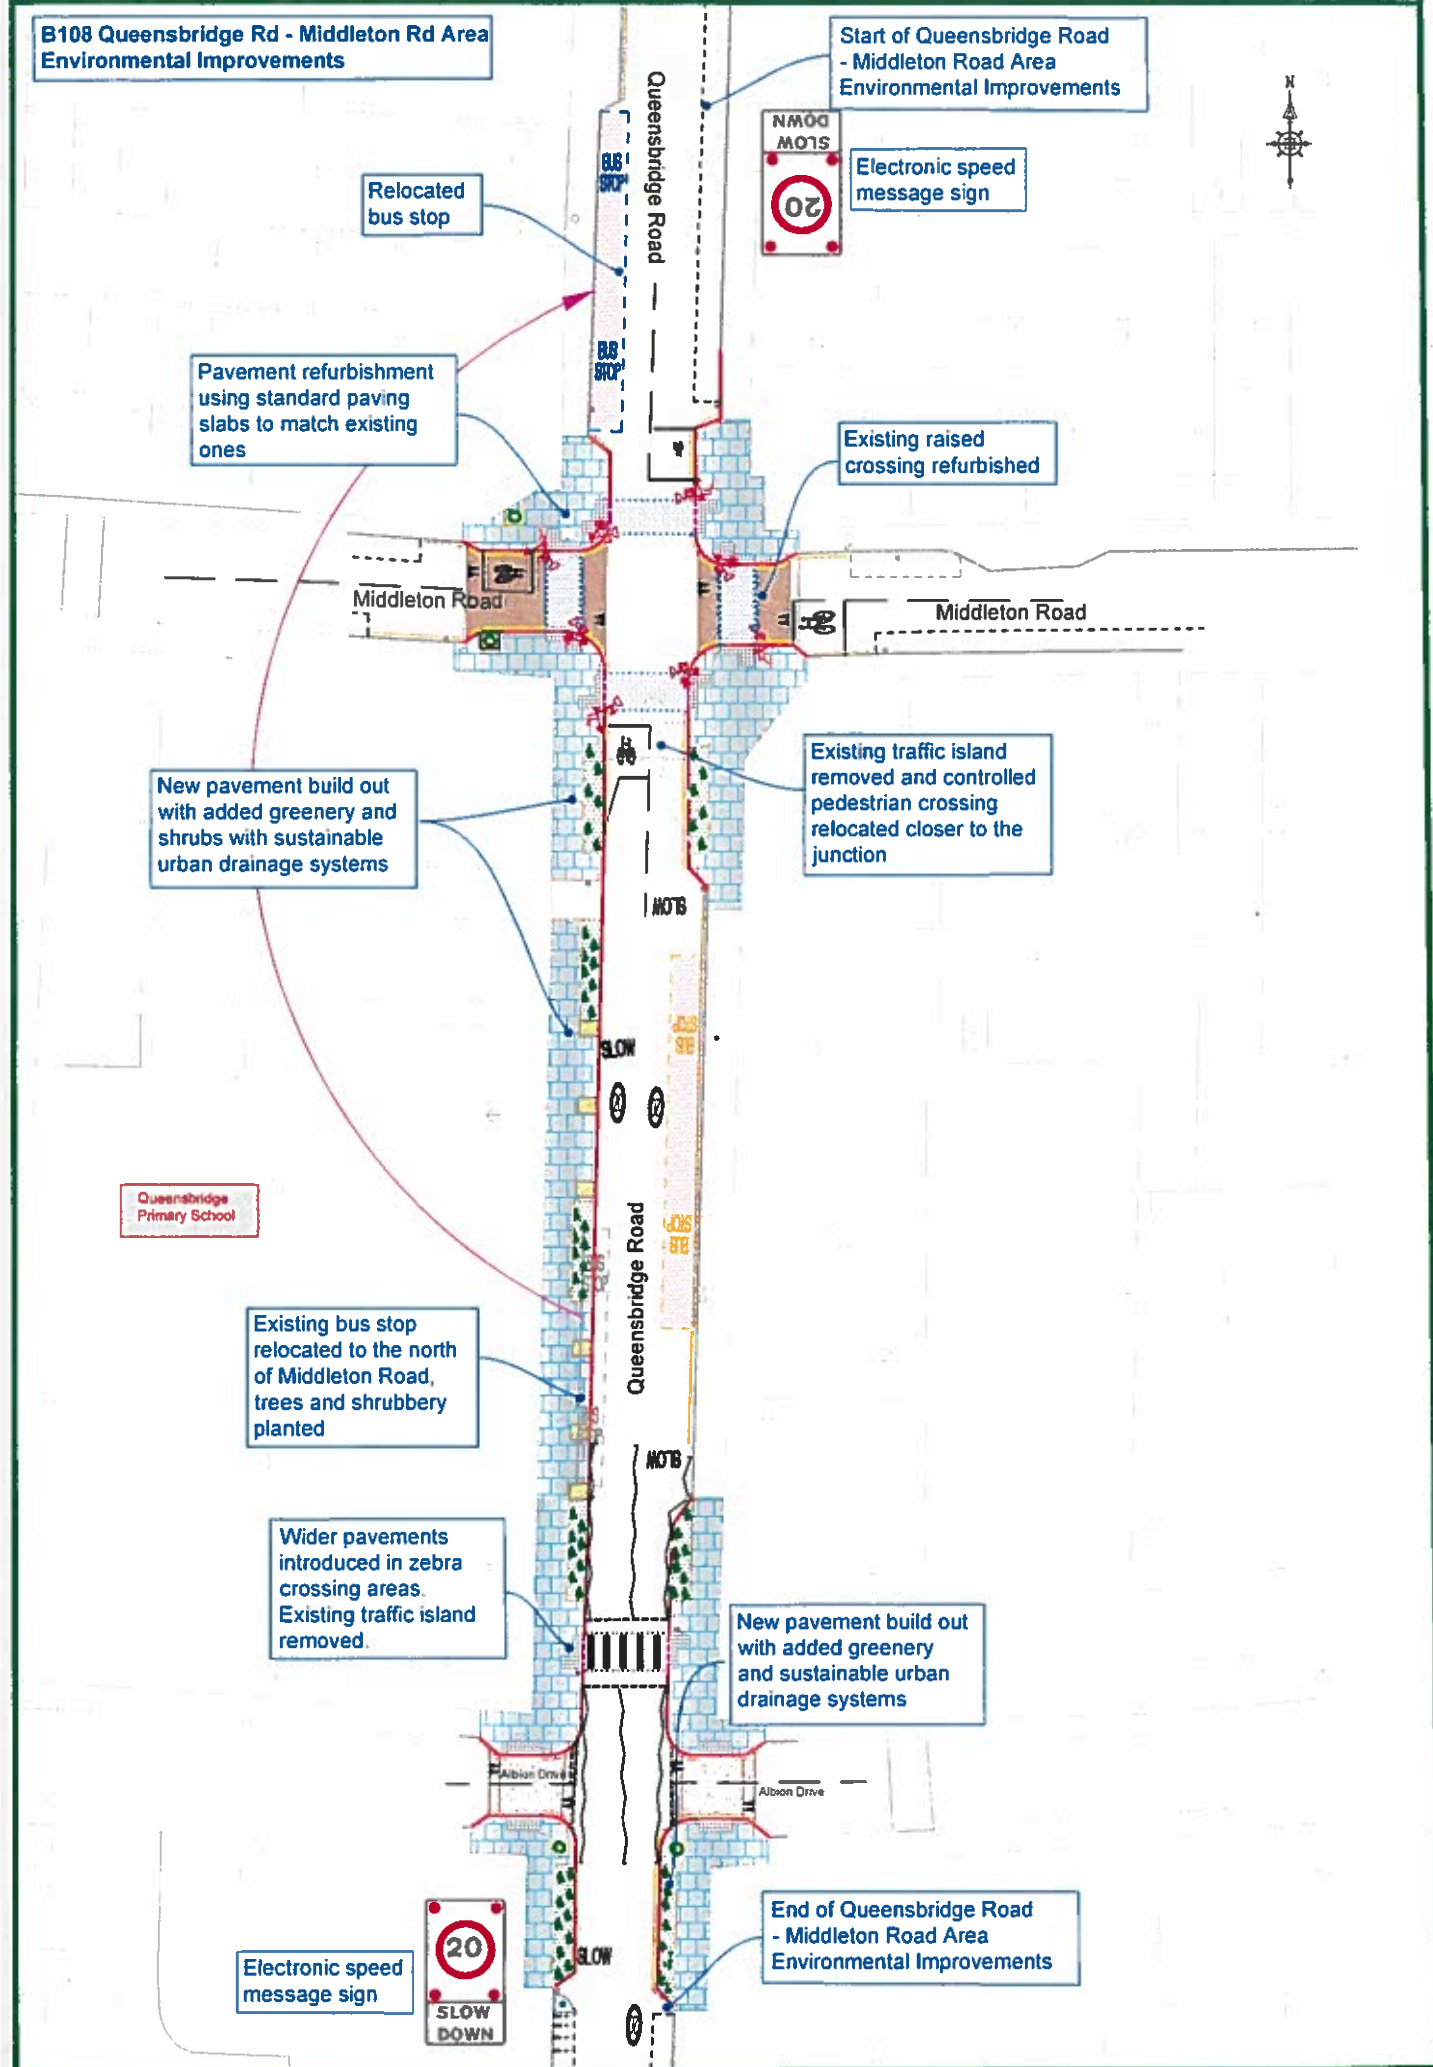 B108 Queensbridge Rd - Middleton Rd Area
Environmental Improvements
Start of Queensbridge Road
- Middleton Road Area
Environmental Improvements
N
Queensbridge Road
SLOW
DOWN
20
Electronic speed
message sign
Relocated
bus stop
BUS
STOP
BUS
STOP
Pavement refurbishment
using standard paving
slabs to match existing
ones
Existing raised
crossing refurbished
Middleton Road
Middleton Road
Existing traffic island
removed and controlled
pedestrian crossing
relocated closer to the
junction
New pavement build out
with added greenery and
shrubs with sustainable
urban drainage systems
SLOW
SLOW
BUS
STOP
Queensbridge
Primary School
BUS
STOP
Queensbridge Road
Existing bus stop
relocated to the north
of Middleton Road,
trees and shrubbery
planted
SLOW
Wider pavements
introduced in zebra
crossing areas.
Existing traffic island
removed.
New pavement build out
with added greenery
and sustainable urban
drainage systems
Albion Drive
Albion Drive
End of Queensbridge Road
- Middleton Road Area
Environmental Improvements
SLOW
20
SLOW
DOWN
Electronic speed
message sign